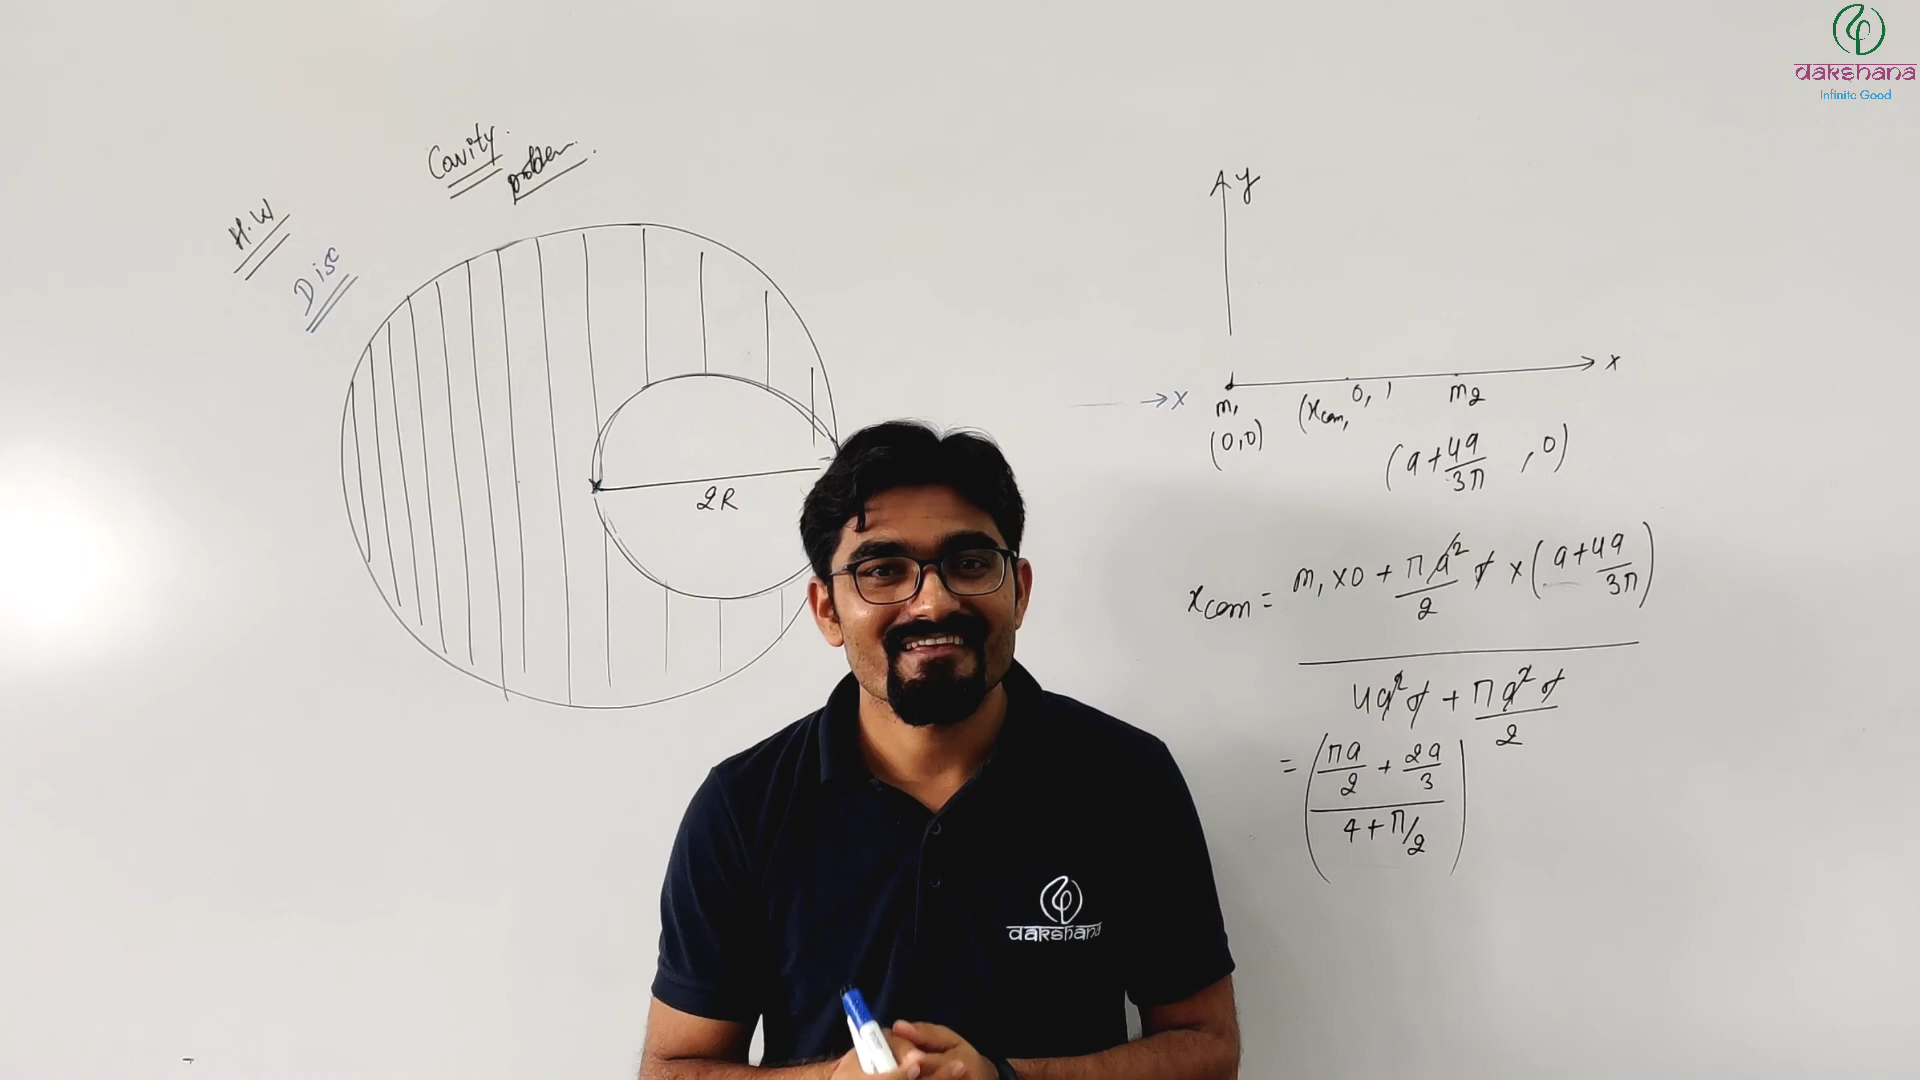 dakshana
Infinite Good
Cavity
problem
H.W
Disc
2R
y
x
→ x
m₁
(0,0)
(xcom, 0, )
m2
(a + 4a/3π , 0)
xcom = m₁ x 0 + πa²/2 σ x (a + 4a/3π)
4a²σ + πa²σ/2
= (πa/2 + 2a/3)
4 + π/2
dakshana